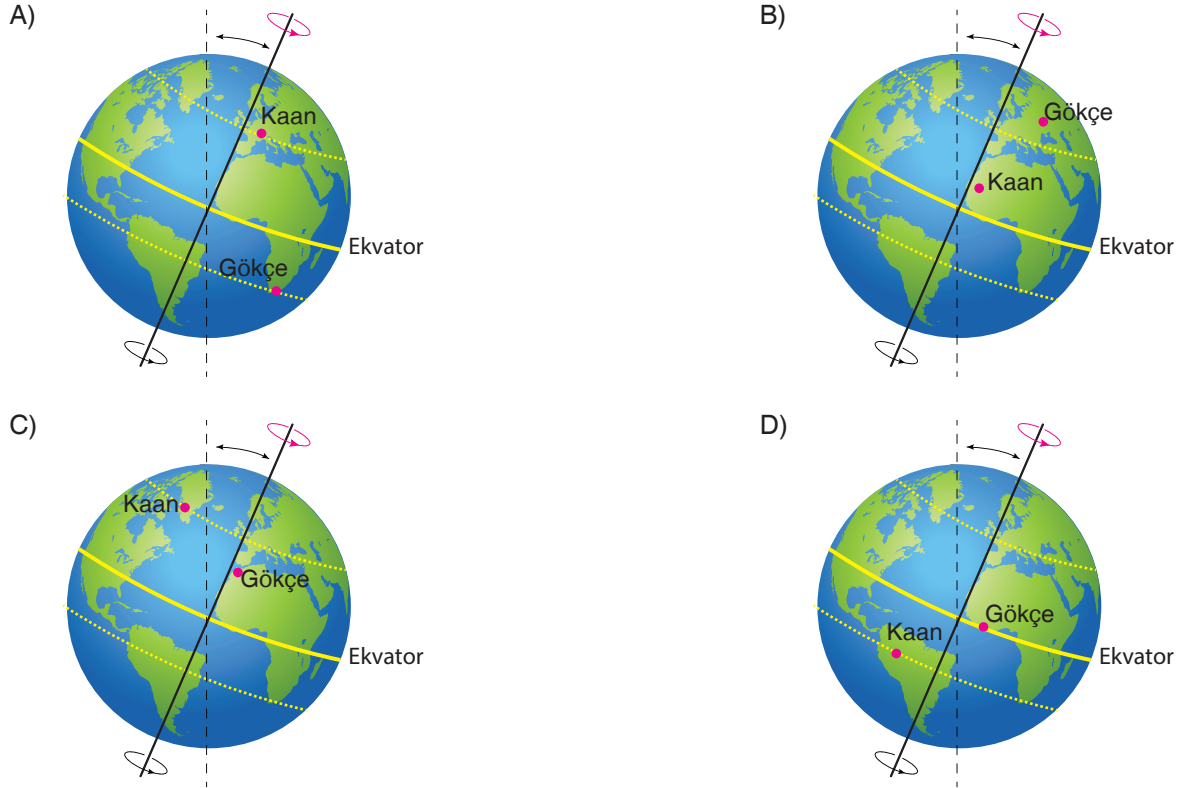 A)
Kaan
Ekvator
Gökçe
B)
Gökçe
Kaan
Ekvator
C)
Kaan
Gökçe
Ekvator
D)
Gökçe
Kaan
Ekvator